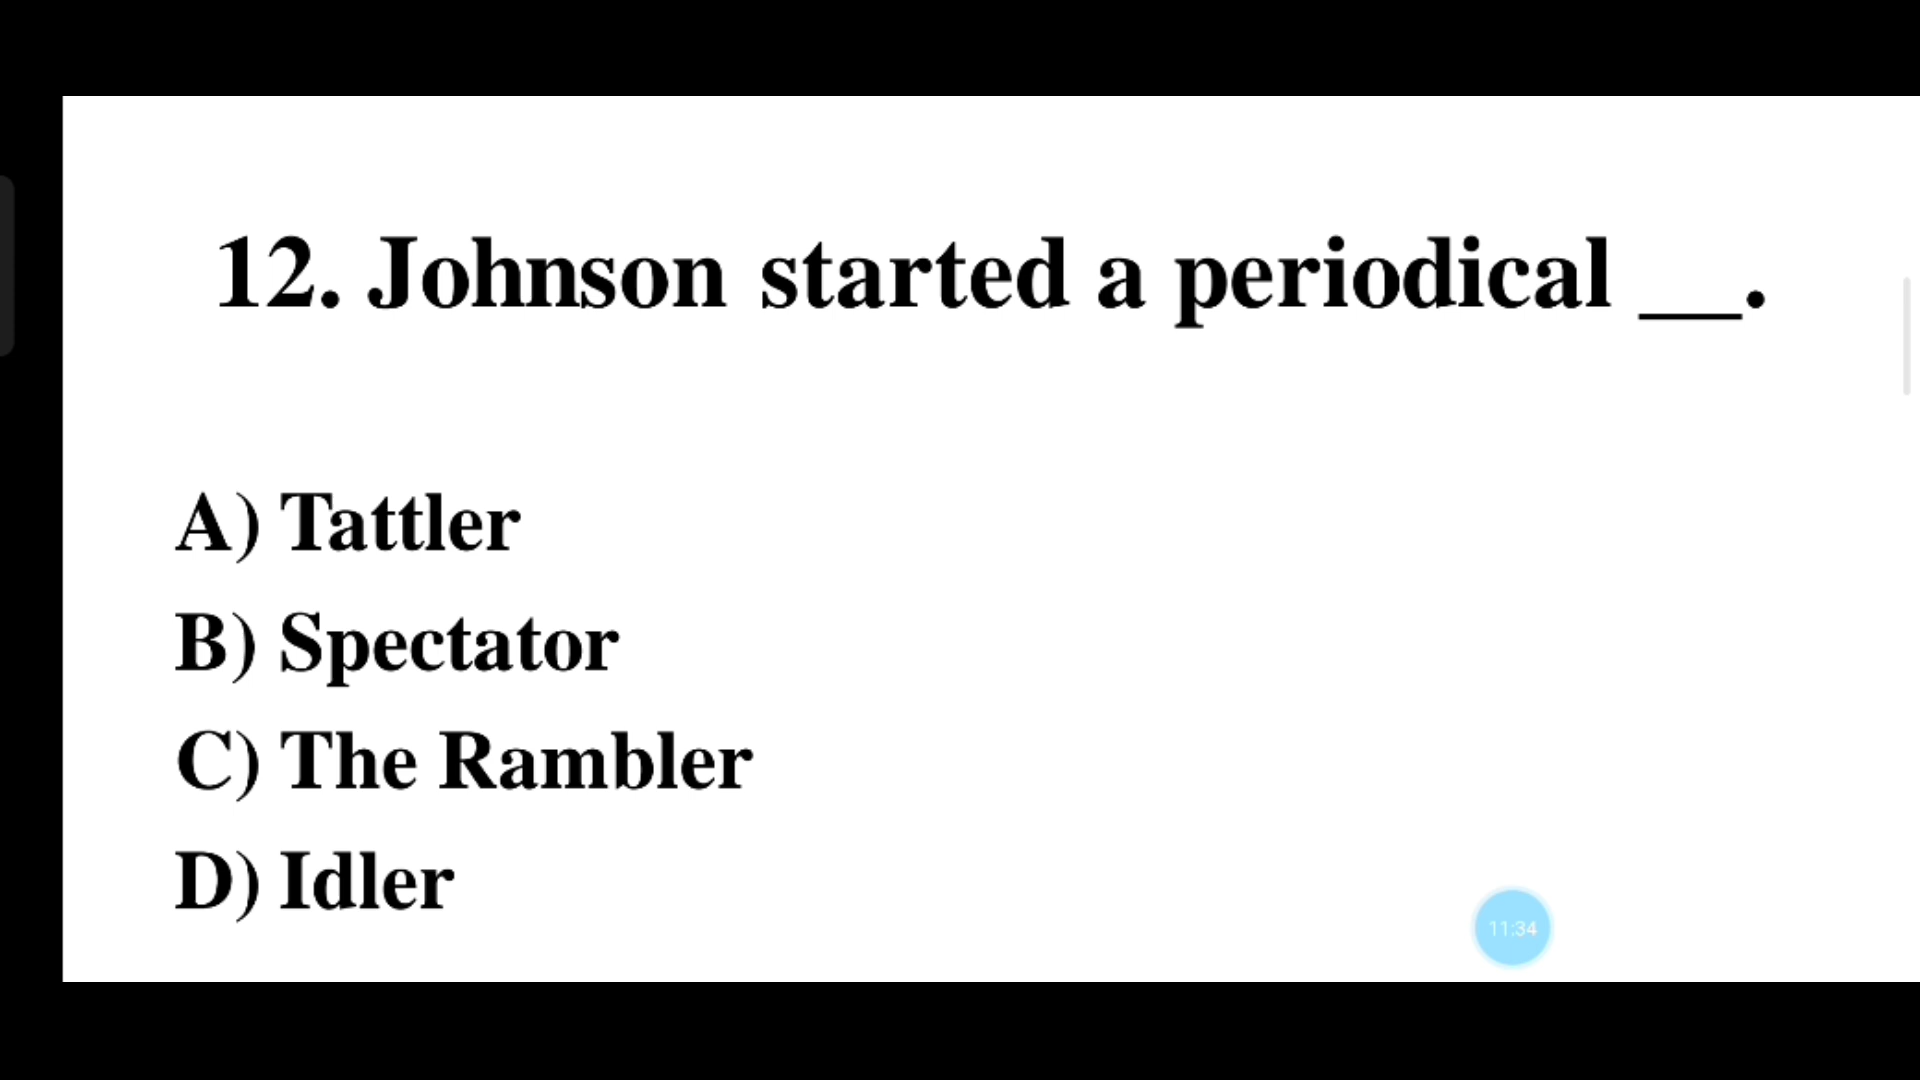 12. Johnson started a periodical __.
A) Tattler
B) Spectator
C) The Rambler
D) Idler
11:34